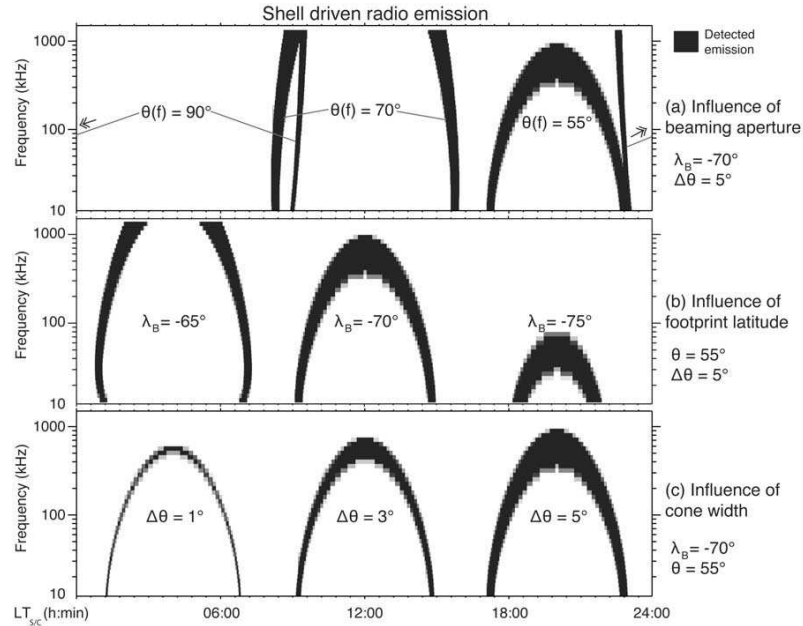 Shell driven radio emission
Detected
emission
Frequency (kHz)
1000
100
10
θ(f) = 90°
θ(f) = 70°
θ(f) = 55°
(a) Influence of
beaming aperture
λB = -70°
Δθ = 5°
Frequency (kHz)
1000
100
10
λB = -65°
λB = -70°
λB = -75°
(b) Influence of
footprint latitude
θ = 55°
Δθ = 5°
Frequency (kHz)
1000
100
10
Δθ = 1°
Δθ = 3°
Δθ = 5°
(c) Influence of
cone width
λB = -70°
θ = 55°
LTS/C (h:min)
06:00
12:00
18:00
24:00